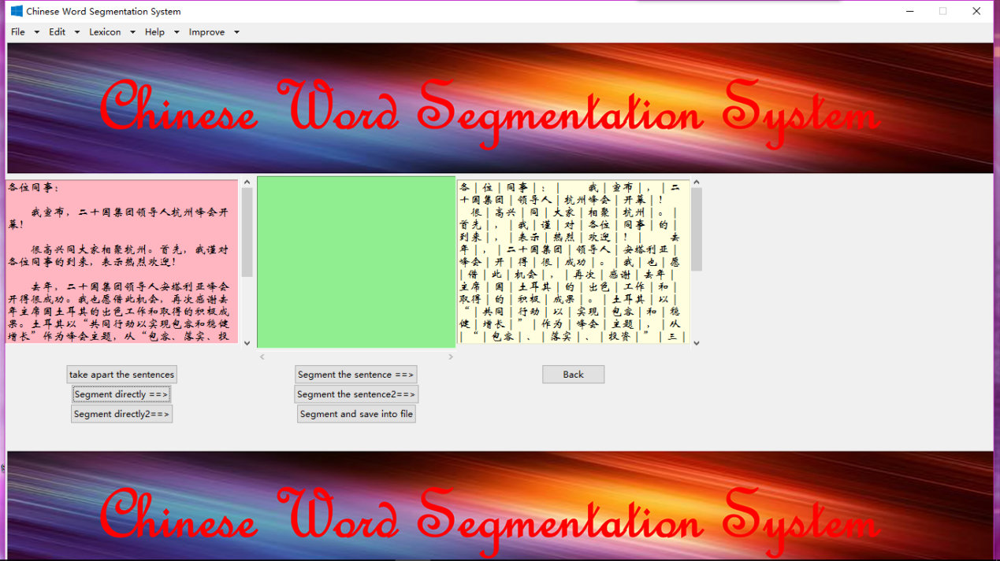 Chinese Word Segmentation System
File Edit Lexicon Help Improve
Chinese Word Segmentation System
各位同事：
我宣布，二十国集团领导人杭州峰会开
幕！
很高兴同大家相聚杭州。首先，我谨对
各位同事的到来，表示热烈欢迎！
去年，二十国集团领导人安塔利亚峰会
开得很成功。我也愿借此机会，再次感谢去
年主席国土耳其的出色工作和取得的积极成
果。土耳其以“共同行动以实现包容和稳健
增长”作为峰会主题，从“包容、落实、投
各|位|同事|：| 我|宣布|，|二
十国集团|领导人|杭州峰会|开幕|！
很|高兴|同|大家|相聚|杭州|。|
首先|，|我|谨|对|各位|同事|的|
到来|，|表示|热烈|欢迎|！| 去
年|，|二十国集团|领导人|安塔利亚|
峰会|开|得|很|成功|。|我|也|愿
|借|此|机会|，|再次|感谢|去年|
主席|国|土耳其|的|出色|工作|和|
取得|的|积极|成果|。|土耳其|以|
“|共同|行动|以|实现|包容|和|稳
健|增长|”|作为|峰会|主题|，|从
|“|包容|、|落实|、|投资|”|三|
take apart the sentences
Segment directly ==>
Segment directly2==>
Segment the sentence ==>
Segment the sentence2==>
Segment and save into file
Back
Chinese Word Segmentation System